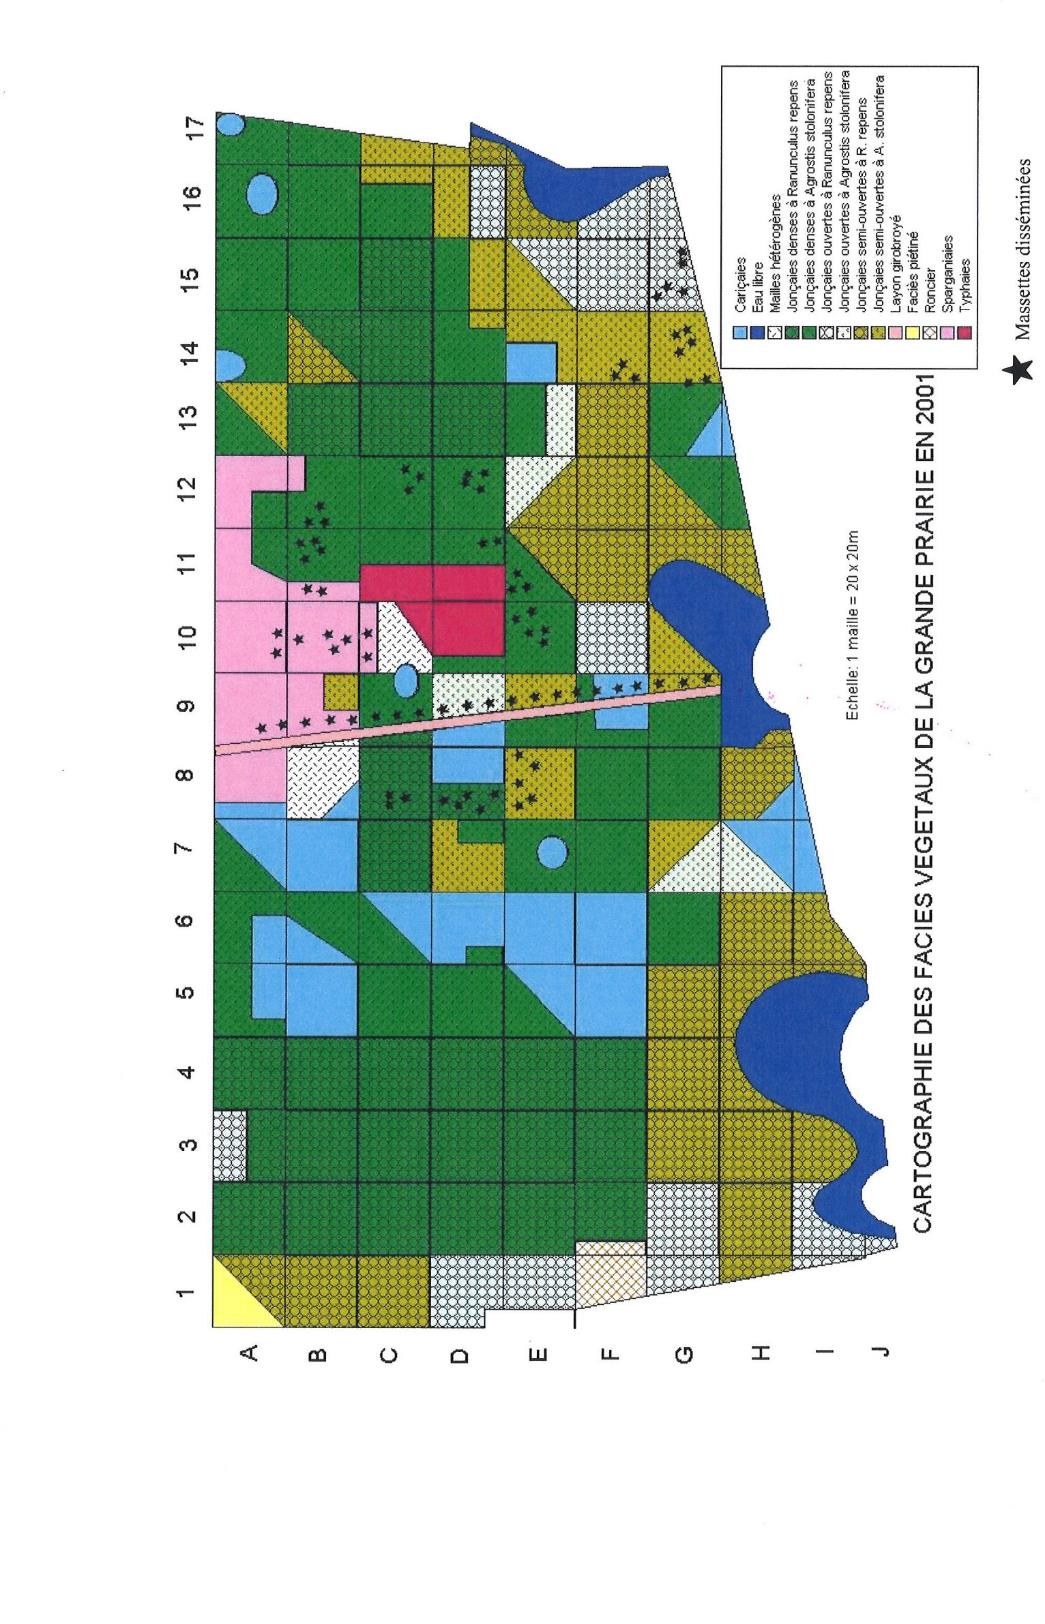 1 2 3 4 5 6 7 8 9 10 11 12 13 14 15 16 17
A
B
C
D
E
F
G
H
I
J
Cariçaies
Eau libre
Mailles hétérogènes
Jonçaies denses à Ranunculus repens
Jonçaies denses à Agrostis stolonifera
Jonçaies ouvertes à Ranunculus repens
Jonçaies ouvertes à Agrostis stolonifera
Jonçaies semi-ouvertes à R. repens
Jonçaies semi-ouvertes à A. stolonifera
Layon girobroyé
Faciès piétiné
Roncier
Sparganiaies
Typhaies
Echelle: 1 maille = 20 x 20m
CARTOGRAPHIE DES FACIES VEGETAUX DE LA GRANDE PRAIRIE EN 2001
Massettes disséminées